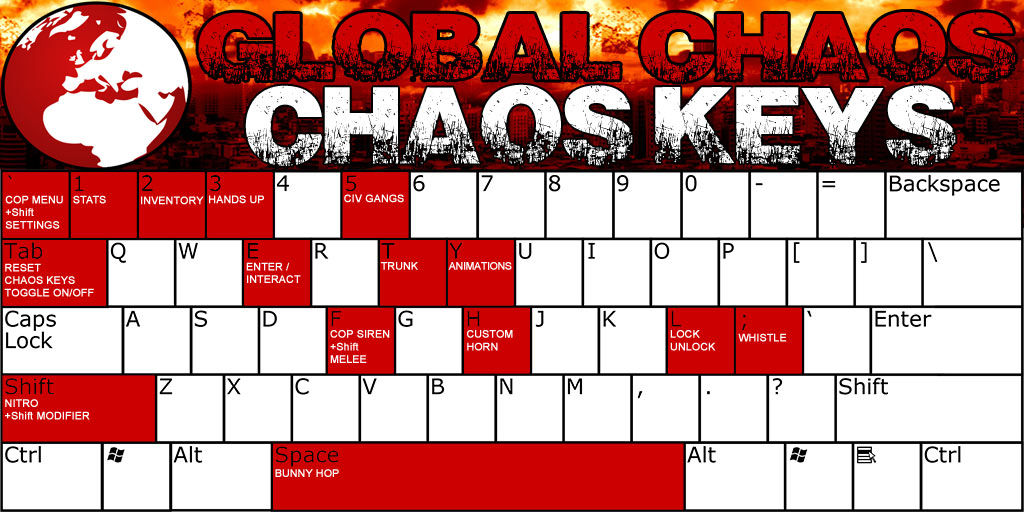 GLOBAL CHAOS
CHAOS KEYS
` 1 2 3 4 5 6 7 8 9 0 - = Backspace
COP MENU
+Shift
SETTINGS
STATS
INVENTORY
HANDS UP
CIV GANGS
Tab Q W E R T Y U I O P [ ] \
RESET
CHAOS KEYS
TOGGLE ON/OFF
ENTER /
INTERACT
TRUNK
ANIMATIONS
Caps
Lock
A S D F G H J K L ; ‘ Enter
COP SIREN
+Shift
MELEE
CUSTOM
HORN
LOCK
UNLOCK
WHISTLE
Shift Z X C V B N M , . ? Shift
NITRO
+Shift MODIFIER
Ctrl Alt Space Alt Ctrl
BUNNY HOP